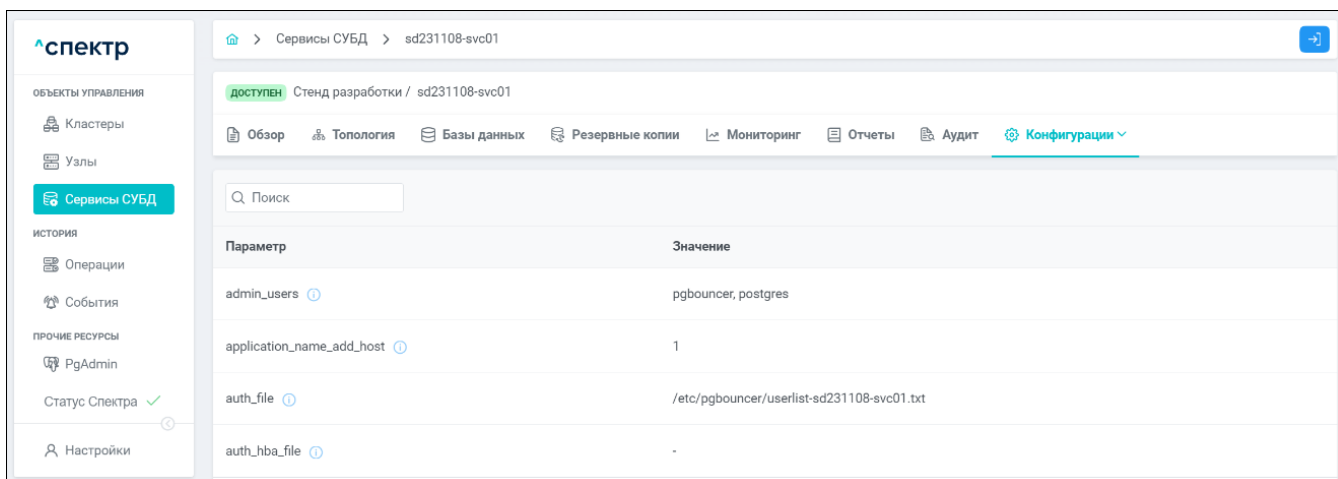 ^спектр
ОБЪЕКТЫ УПРАВЛЕНИЯ
Кластеры
Узлы
Сервисы СУБД
ИСТОРИЯ
Операции
События
ПРОЧИЕ РЕСУРСЫ
PgAdmin
Статус Спектра
Настройки
> Сервисы СУБД > sd231108-svc01
ДОСТУПЕН Стенд разработки / sd231108-svc01
Обзор Топология Базы данных Резервные копии Мониторинг Отчеты Аудит Конфигурации
Поиск
Параметр Значение
admin_users pgbouncer, postgres
application_name_add_host 1
auth_file /etc/pgbouncer/userlist-sd231108-svc01.txt
auth_hba_file -